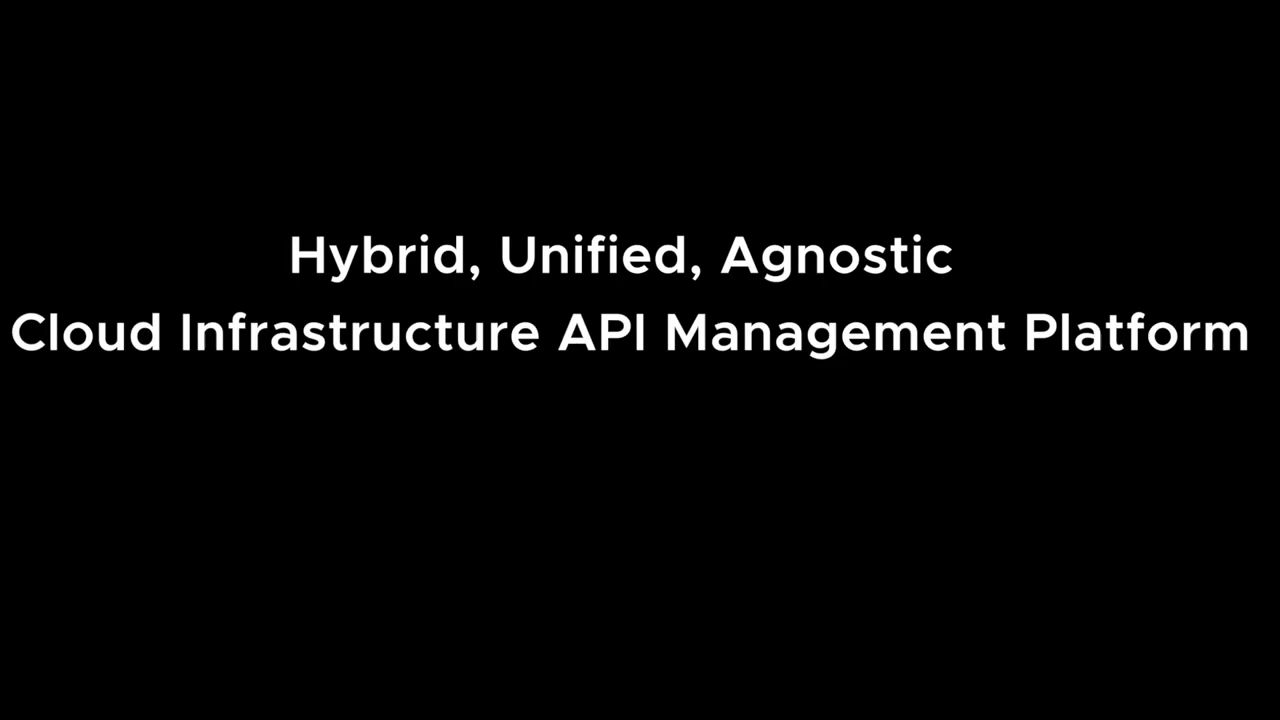 Hybrid, Unified, Agnostic
Cloud Infrastructure API Management Platform